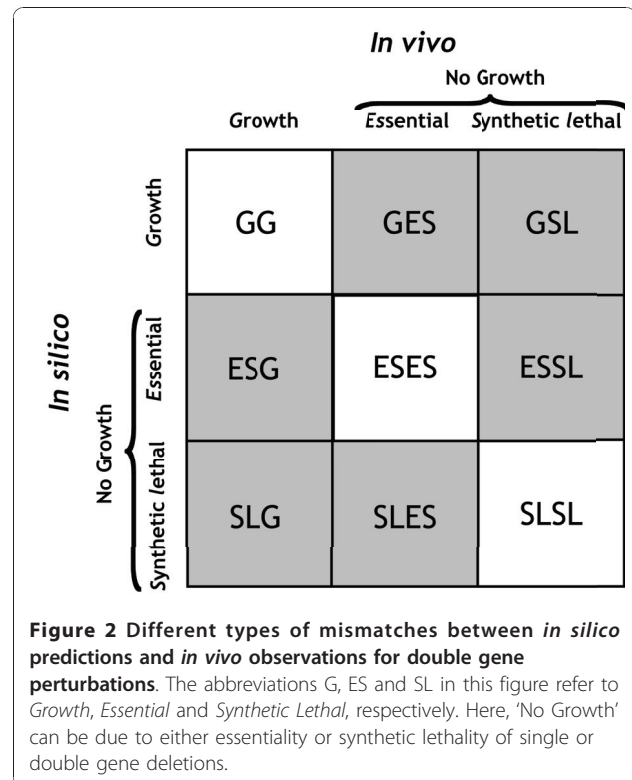 In vivo
No Growth
Growth Essential Synthetic lethal
Growth
GG GES GSL
In silico
No Growth
Essential
ESG ESES ESSL
Synthetic lethal
SLG SLES SLSL
Figure 2 Different types of mismatches between in silico
predictions and in vivo observations for double gene
perturbations. The abbreviations G, ES and SL in this figure refer to
Growth, Essential and Synthetic Lethal, respectively. Here, ‘No Growth’
can be due to either essentiality or synthetic lethality of single or
double gene deletions.